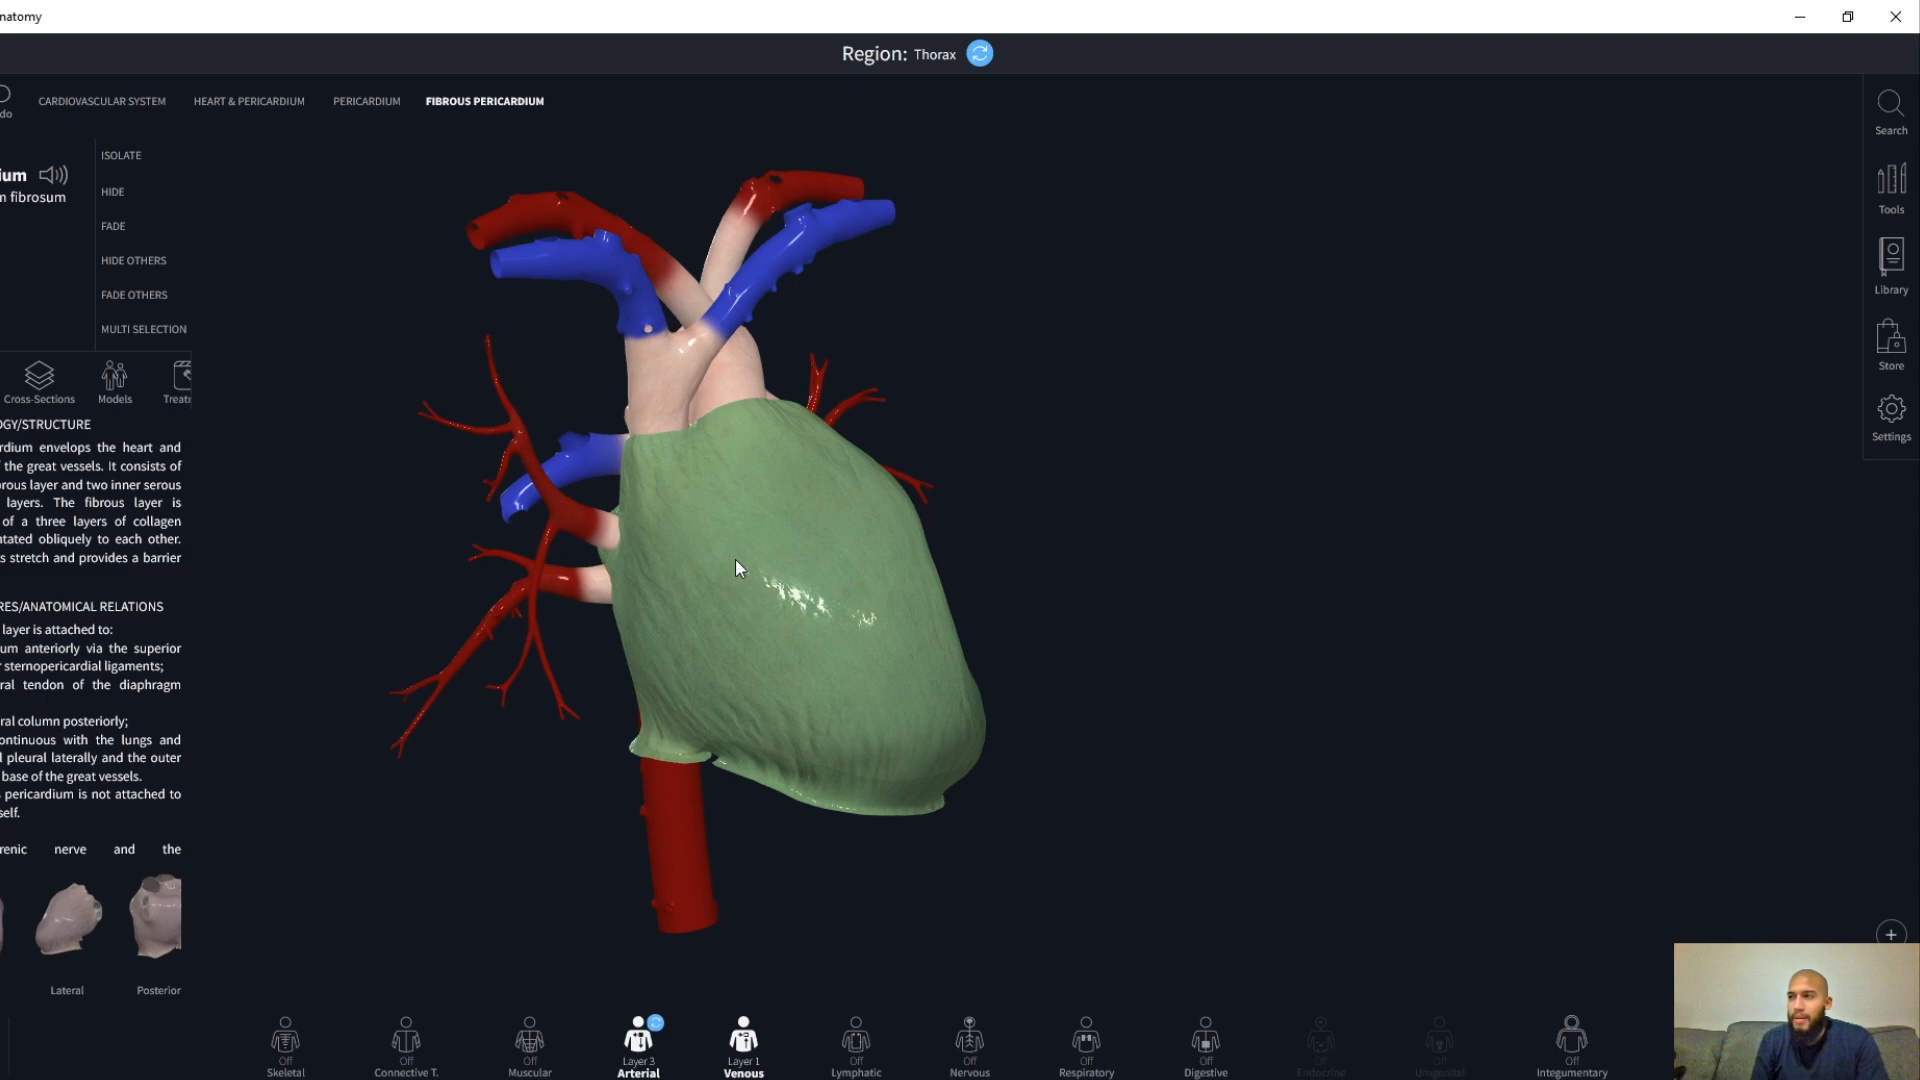 natomy
Region: Thorax
do
CARDIOVASCULAR SYSTEM
HEART & PERICARDIUM
PERICARDIUM
FIBROUS PERICARDIUM
Search
Tools
Library
Store
Settings
ium
n fibrosum
ISOLATE
HIDE
FADE
HIDE OTHERS
FADE OTHERS
MULTI SELECTION
Cross-Sections
Models
Treatr
OGY/STRUCTURE
rdium envelops the heart and
the great vessels. It consists of
brous layer and two inner serous
layers. The fibrous layer is
of a three layers of collagen
ntated obliquely to each other.
s stretch and provides a barrier
RES/ANATOMICAL RELATIONS
layer is attached to:
um anteriorly via the superior
r sternopericardial ligaments;
ral tendon of the diaphragm
ral column posteriorly;
ontinuous with the lungs and
l pleural laterally and the outer
base of the great vessels.
pericardium is not attached to
self.
renic nerve and the
Lateral
Posterior
Off
Skeletal
Off
Connective T.
Off
Muscular
Layer 3
Arterial
Layer 1
Venous
Off
Lymphatic
Off
Nervous
Off
Respiratory
Off
Digestive
Off
Endocrine
Off
Urogenital
Off
Integumentary